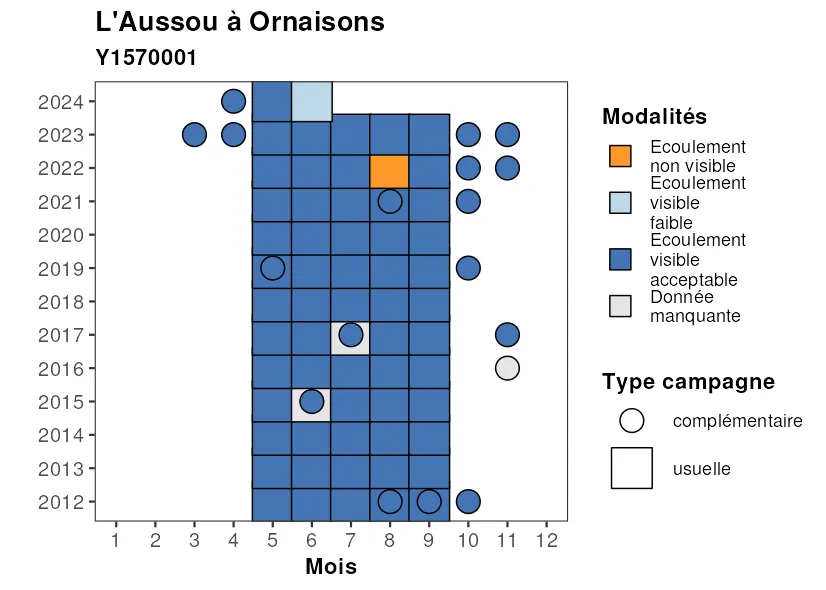 L'Aussou à Ornaisons
Y1570001
2024
2023
2022
2021
2020
2019
2018
2017
2016
2015
2014
2013
2012
1 2 3 4 5 6 7 8 9 10 11 12
Mois
Modalités
Ecoulement
non visible
Ecoulement
visible
faible
Ecoulement
visible
acceptable
Donnée
manquante
Type campagne
complémentaire
usuelle